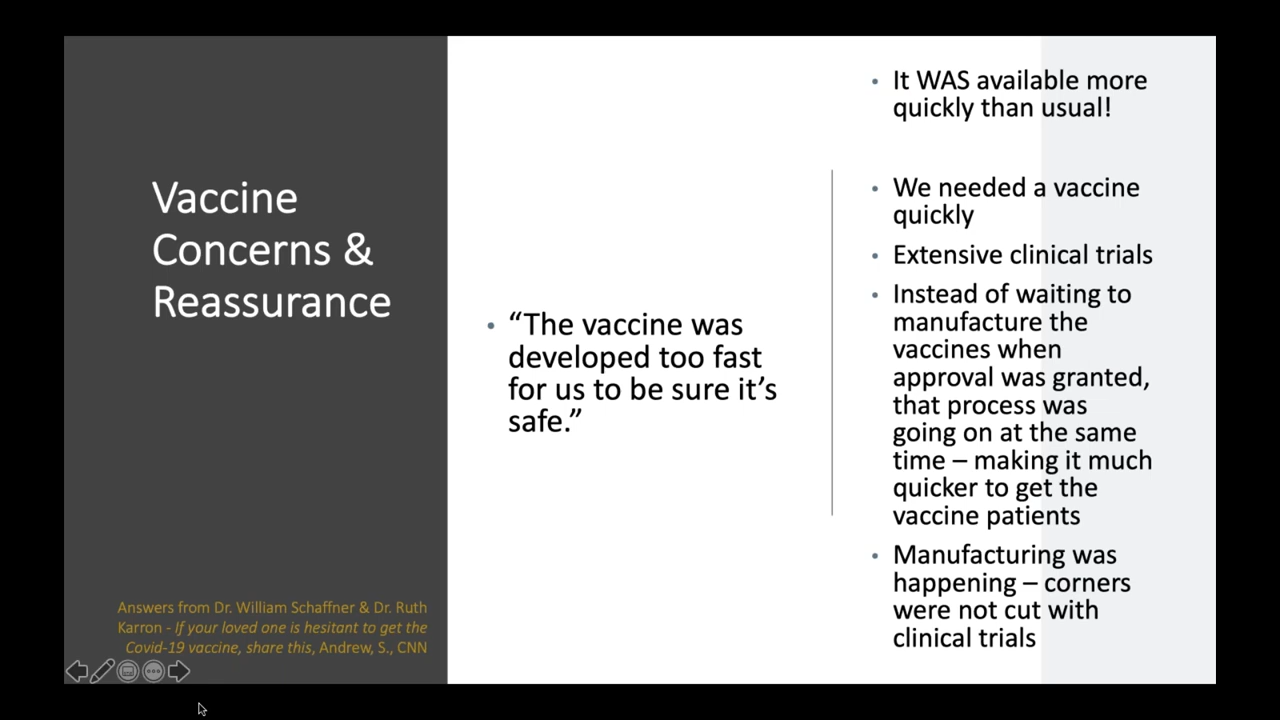 Vaccine
Concerns &
Reassurance
Answers from Dr. William Schaffner & Dr. Ruth
Karron - If your loved one is hesitant to get the
Covid-19 vaccine, share this, Andrew, S., CNN
• “The vaccine was
developed too fast
for us to be sure it’s
safe.”
• It WAS available more
quickly than usual!
• We needed a vaccine
quickly
• Extensive clinical trials
• Instead of waiting to
manufacture the
vaccines when
approval was granted,
that process was
going on at the same
time – making it much
quicker to get the
vaccine patients
• Manufacturing was
happening – corners
were not cut with
clinical trials